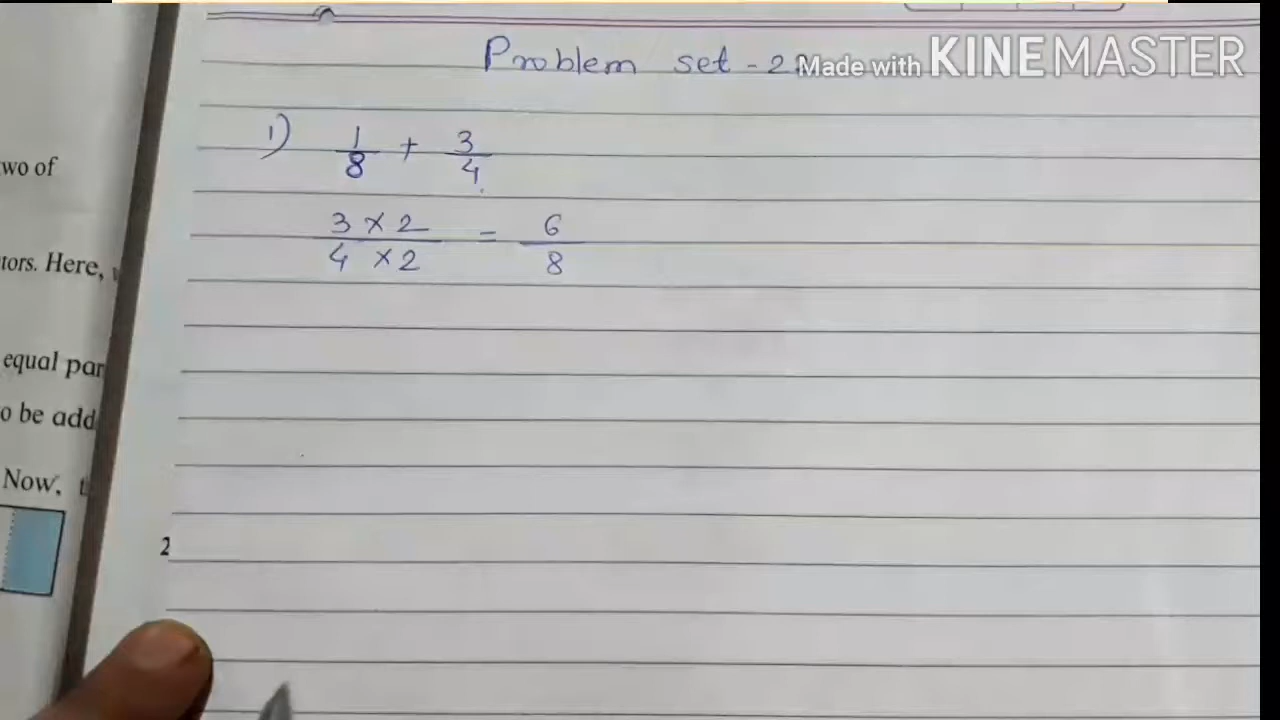 Problem set - 2
Made with KINEMASTER
1) 1/8 + 3/4
3 × 2 / 4 × 2 = 6/8
wo of
tors. Here,
equal par
o be add
Now,
2